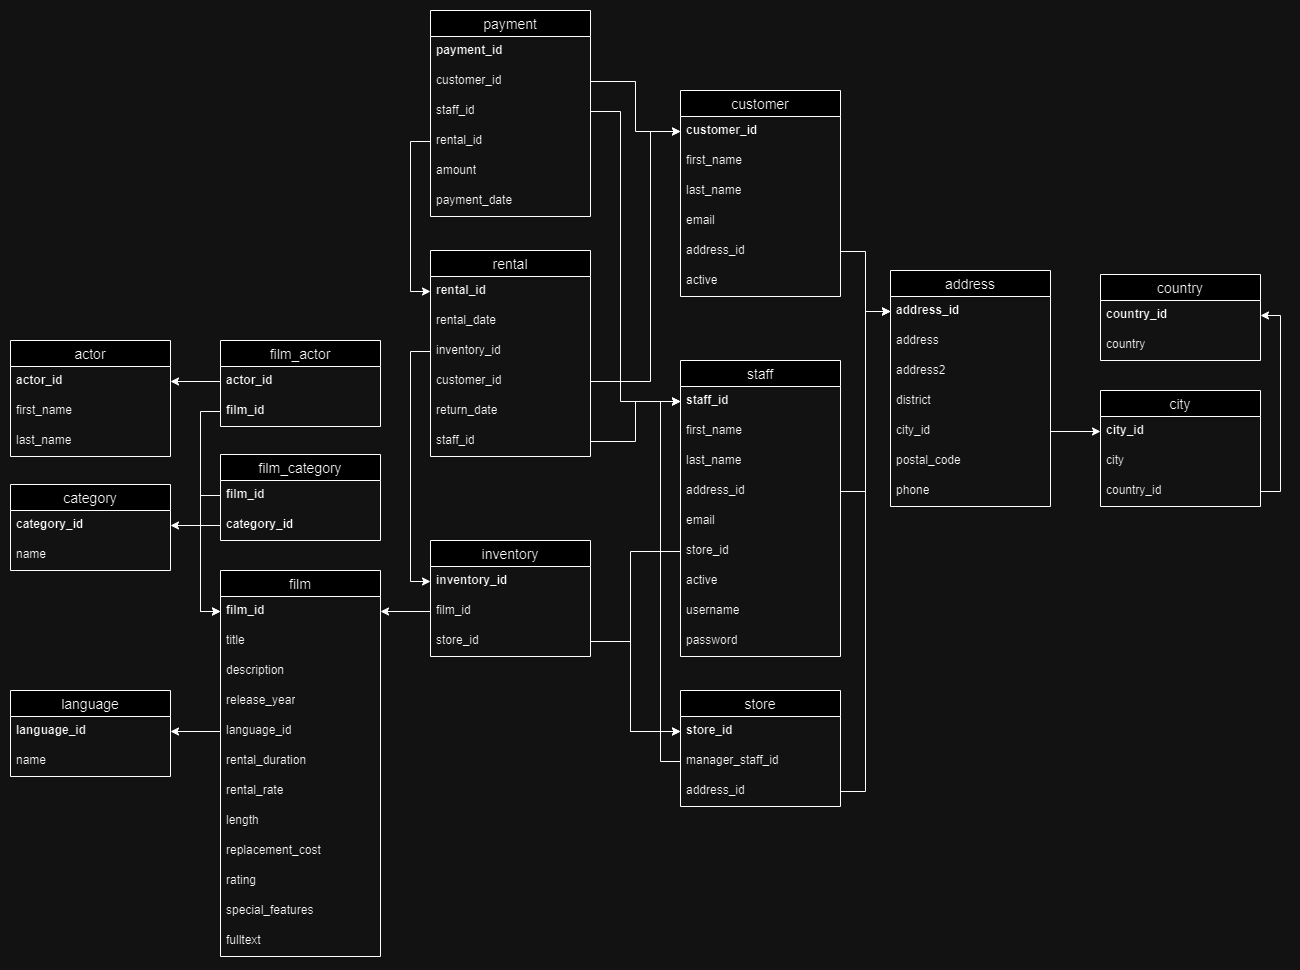 payment
payment_id
customer_id
staff_id
rental_id
amount
payment_date
customer
customer_id
first_name
last_name
email
address_id
active
rental
rental_id
rental_date
inventory_id
customer_id
return_date
staff_id
address
address_id
address
address2
district
city_id
postal_code
phone
country
country_id
country
city
city_id
city
country_id
actor
actor_id
first_name
last_name
film_actor
actor_id
film_id
staff
staff_id
first_name
last_name
address_id
email
store_id
active
username
password
film_category
film_id
category_id
category
category_id
name
inventory
inventory_id
film_id
store_id
film
film_id
title
description
release_year
language_id
rental_duration
rental_rate
length
replacement_cost
rating
special_features
fulltext
language
language_id
name
store
store_id
manager_staff_id
address_id